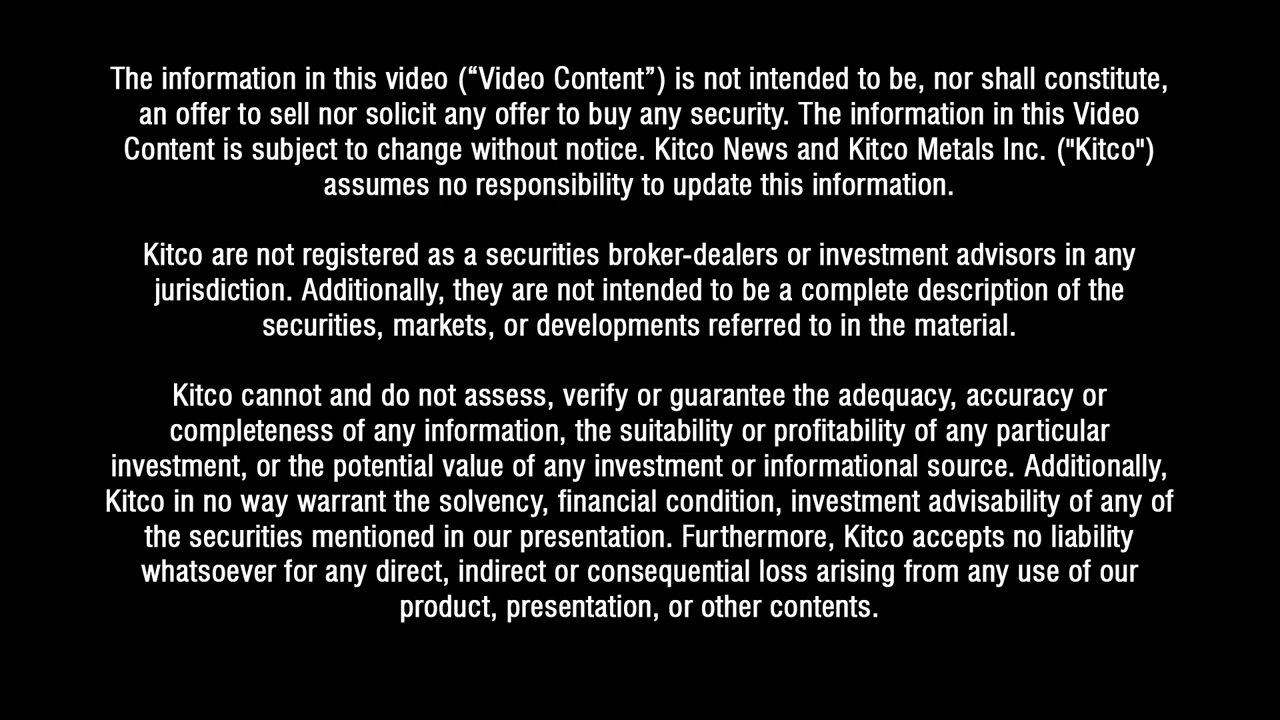 The information in this video (“Video Content”) is not intended to be, nor shall constitute,
an offer to sell nor solicit any offer to buy any security. The information in this Video
Content is subject to change without notice. Kitco News and Kitco Metals Inc. ("Kitco")
assumes no responsibility to update this information.
Kitco are not registered as a securities broker-dealers or investment advisors in any
jurisdiction. Additionally, they are not intended to be a complete description of the
securities, markets, or developments referred to in the material.
Kitco cannot and do not assess, verify or guarantee the adequacy, accuracy or
completeness of any information, the suitability or profitability of any particular
investment, or the potential value of any investment or informational source. Additionally,
Kitco in no way warrant the solvency, financial condition, investment advisability of any of
the securities mentioned in our presentation. Furthermore, Kitco accepts no liability
whatsoever for any direct, indirect or consequential loss arising from any use of our
product, presentation, or other contents.